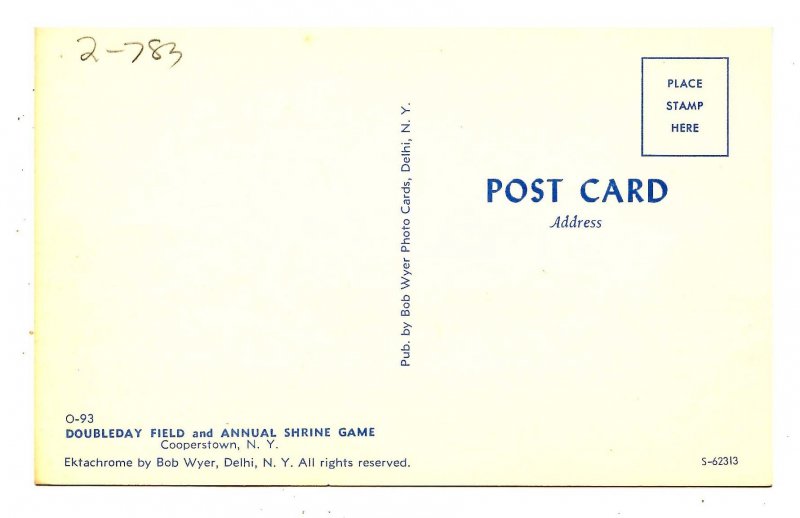 2-783
PLACE
STAMP
HERE
POST CARD
Address
Pub. by Bob Wyer Photo Cards, Delhi, N. Y.
O-93
DOUBLEDAY FIELD and ANNUAL SHRINE GAME
Cooperstown, N. Y.
Ektachrome by Bob Wyer, Delhi, N. Y. All rights reserved.
S-62313